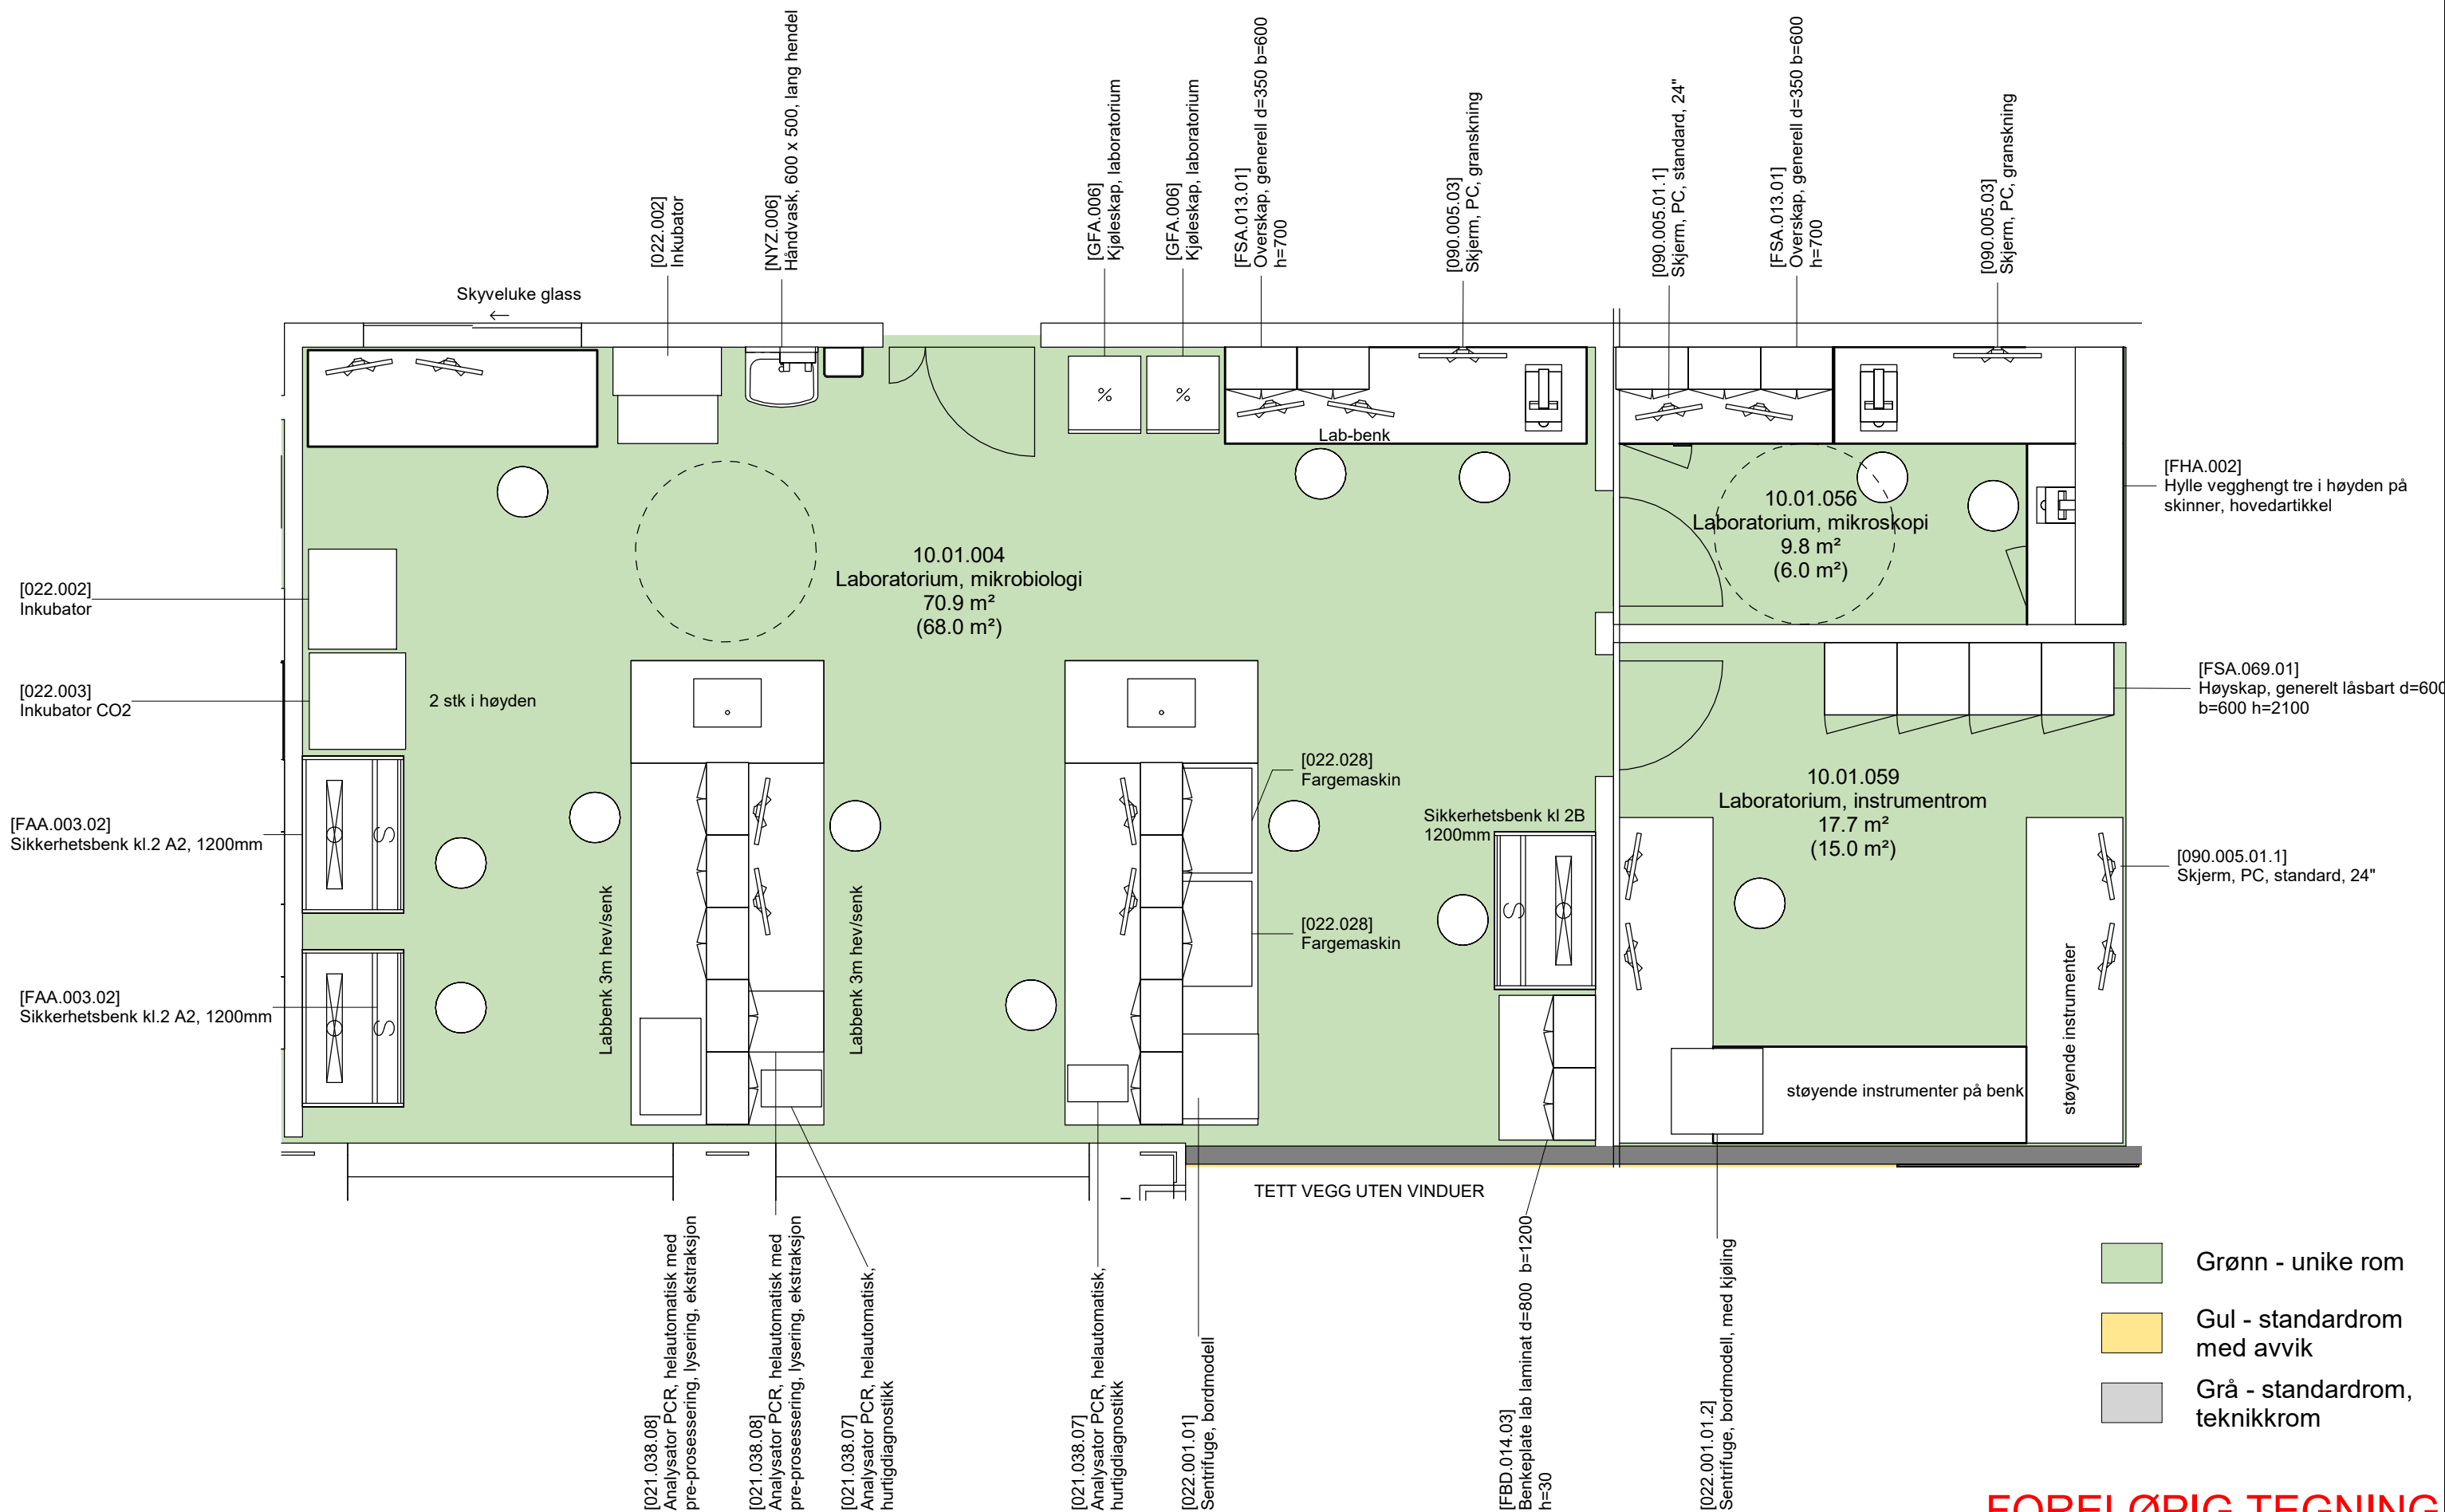 [022.002]
Inkubator
[NYZ.006]
Håndvask, 600 x 500, lang hendel
[GFA.006]
Kjøleskap, laboratorium
[GFA.006]
Kjøleskap, laboratorium
[FSA.013.01]
Overskap, generell d=350 b=600
h=700
[090.005.03]
Skjerm, PC, granskning
[090.005.01.1]
Skjerm, PC, standard, 24"
[FSA.013.01]
Overskap, generell d=350 b=600
h=700
[090.005.03]
Skjerm, PC, granskning
Skyveluke glass
←
%
%
Lab-benk
[FHA.002]
Hylle vegghengt tre i høyden på
skinner, hovedartikkel
10.01.056
Laboratorium, mikroskopi
9.8 m²
(6.0 m²)
10.01.004
Laboratorium, mikrobiologi
70.9 m²
(68.0 m²)
[022.002]
Inkubator
[022.003]
Inkubator CO2
2 stk i høyden
[FSA.069.01]
Høyskap, generelt låsbart d=600
b=600 h=2100
[022.028]
Fargemaskin
10.01.059
Laboratorium, instrumentrom
17.7 m²
(15.0 m²)
[FAA.003.02]
Sikkerhetsbenk kl.2 A2, 1200mm
S
Sikkerhetsbenk kl 2B
1200mm
S
[090.005.01.1]
Skjerm, PC, standard, 24"
[022.028]
Fargemaskin
Labbenk 3m hev/senk
Labbenk 3m hev/senk
[FAA.003.02]
Sikkerhetsbenk kl.2 A2, 1200mm
S
støyende instrumenter
støyende instrumenter på benk
TETT VEGG UTEN VINDUER
[021.038.08]
Analysator PCR, helautomatisk med
pre-prosessering, lysering, ekstraksjon
[021.038.08]
Analysator PCR, helautomatisk med
pre-prosessering, lysering, ekstraksjon
[021.038.07]
Analysator PCR, helautomatisk,
hurtigdiagnostikk
[021.038.07]
Analysator PCR, helautomatisk,
hurtigdiagnostikk
[022.001.01]
Sentrifuge, bordmodell
[FBD.014.03]
Benkeplate lab laminat d=800 b=1200
h=30
[022.001.01.2]
Sentrifuge, bordmodell, med kjøling
Grønn - unike rom
Gul - standardrom
med avvik
Grå - standardrom,
teknikkrom
FORELØPIG TEGNING